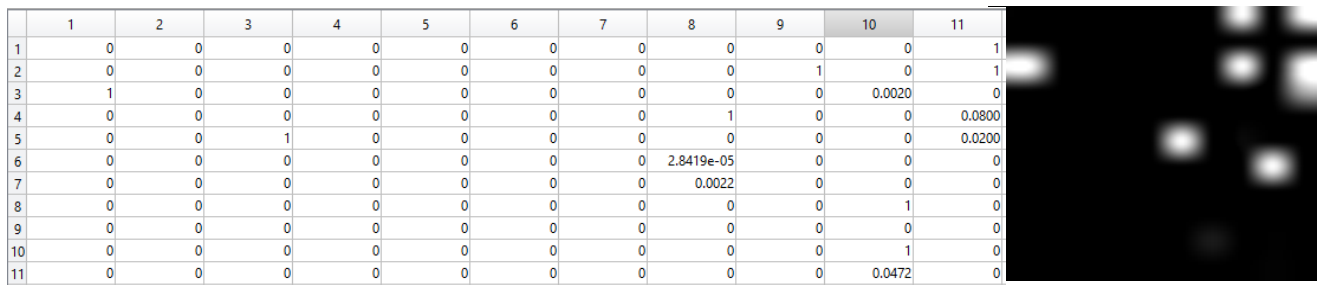 1 2 3 4 5 6 7 8 9 10 11
1 0 0 0 0 0 0 0 0 0 0 1
2 0 0 0 0 0 0 0 0 1 0 1
3 1 0 0 0 0 0 0 0 0 0.0020 0
4 0 0 0 0 0 0 0 1 0 0 0.0800
5 0 0 1 0 0 0 0 0 0 0 0.0200
6 0 0 0 0 0 0 0 2.8419e-05 0 0 0
7 0 0 0 0 0 0 0 0.0022 0 0 0
8 0 0 0 0 0 0 0 0 0 1 0
9 0 0 0 0 0 0 0 0 0 0 0
10 0 0 0 0 0 0 0 0 0 1 0
11 0 0 0 0 0 0 0 0 0 0.0472 0